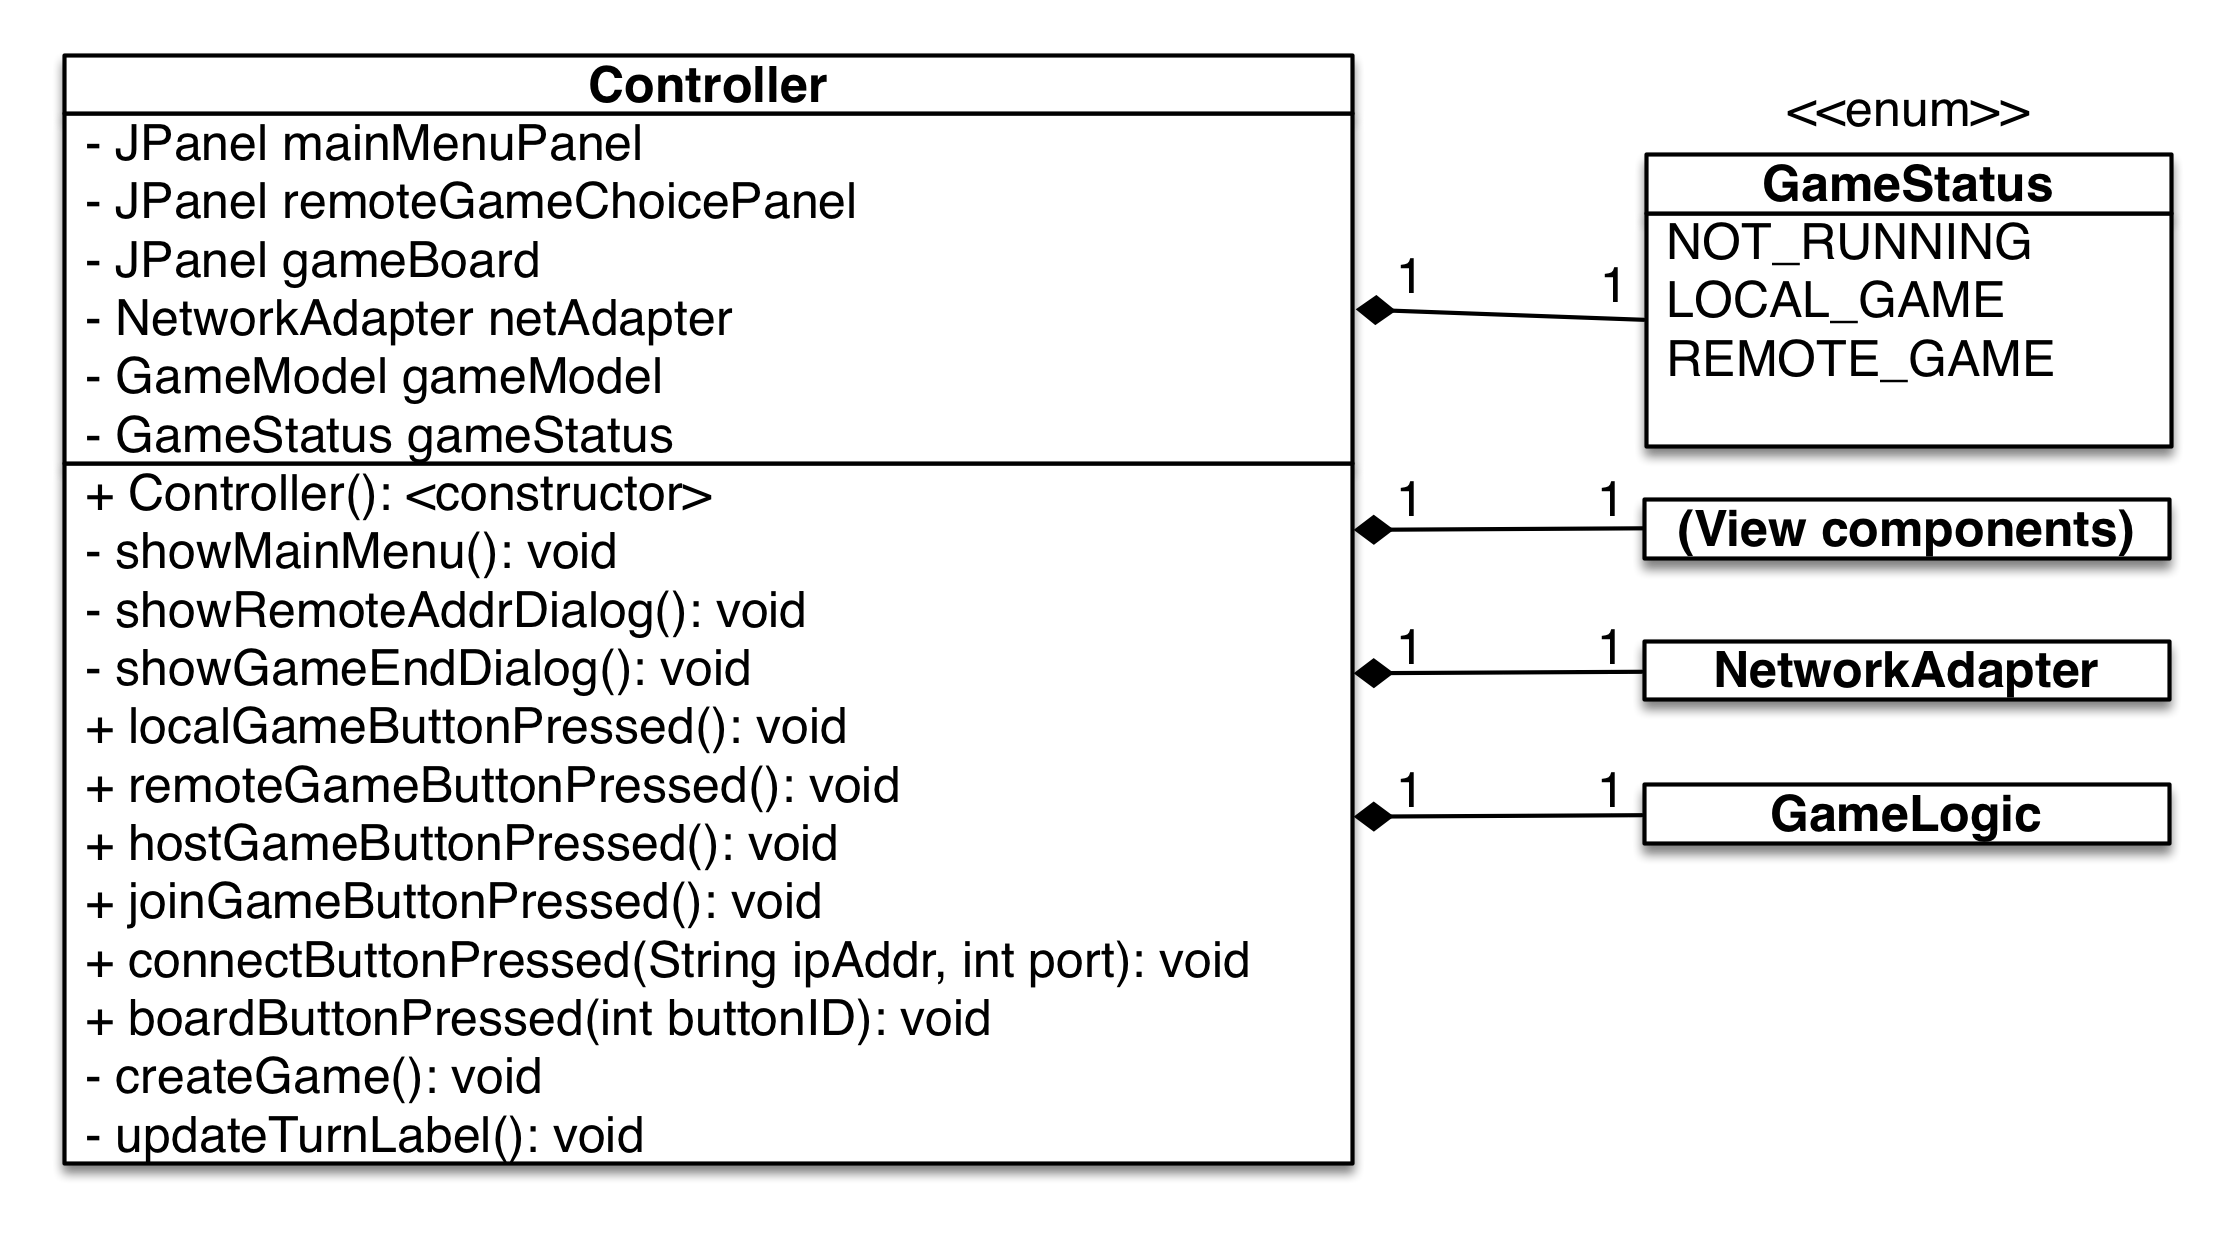 Controller
- JPanel mainMenuPanel
- JPanel remoteGameChoicePanel
- JPanel gameBoard
- NetworkAdapter netAdapter
- GameModel gameModel
- GameStatus gameStatus
+ Controller(): <constructor>
- showMainMenu(): void
- showRemoteAddrDialog(): void
- showGameEndDialog(): void
+ localGameButtonPressed(): void
+ remoteGameButtonPressed(): void
+ hostGameButtonPressed(): void
+ joinGameButtonPressed(): void
+ connectButtonPressed(String ipAddr, int port): void
+ boardButtonPressed(int buttonID): void
- createGame(): void
- updateTurnLabel(): void
<<enum>>
GameStatus
NOT_RUNNING
LOCAL_GAME
REMOTE_GAME
1 1
(View components)
1 1
NetworkAdapter
1 1
GameLogic
1 1